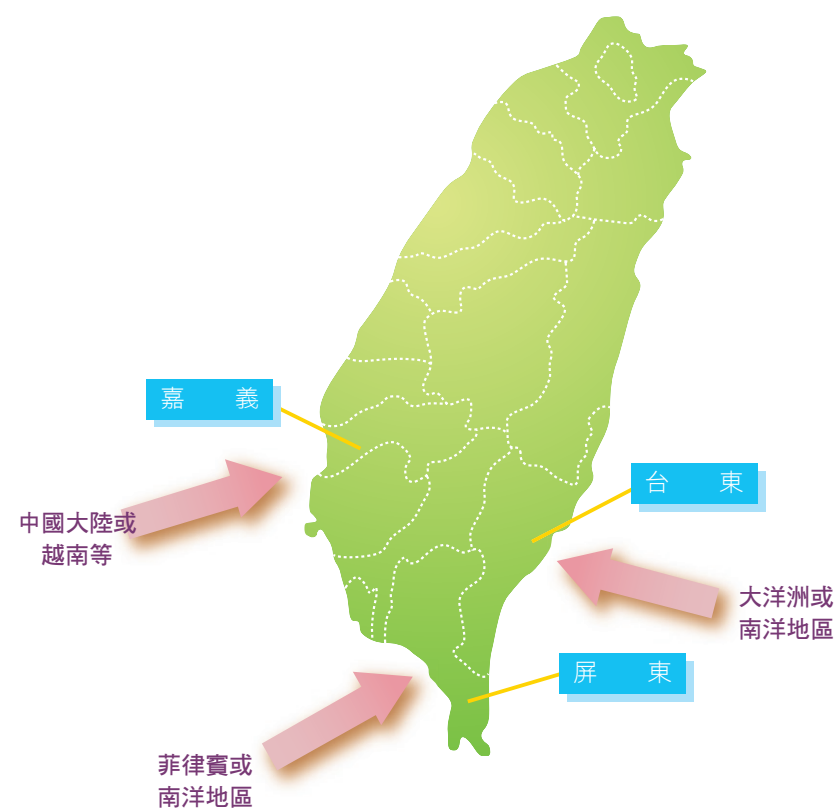 嘉義
中國大陸或
越南等
台東
大洋洲或
南洋地區
屏東
菲律賓或
南洋地區